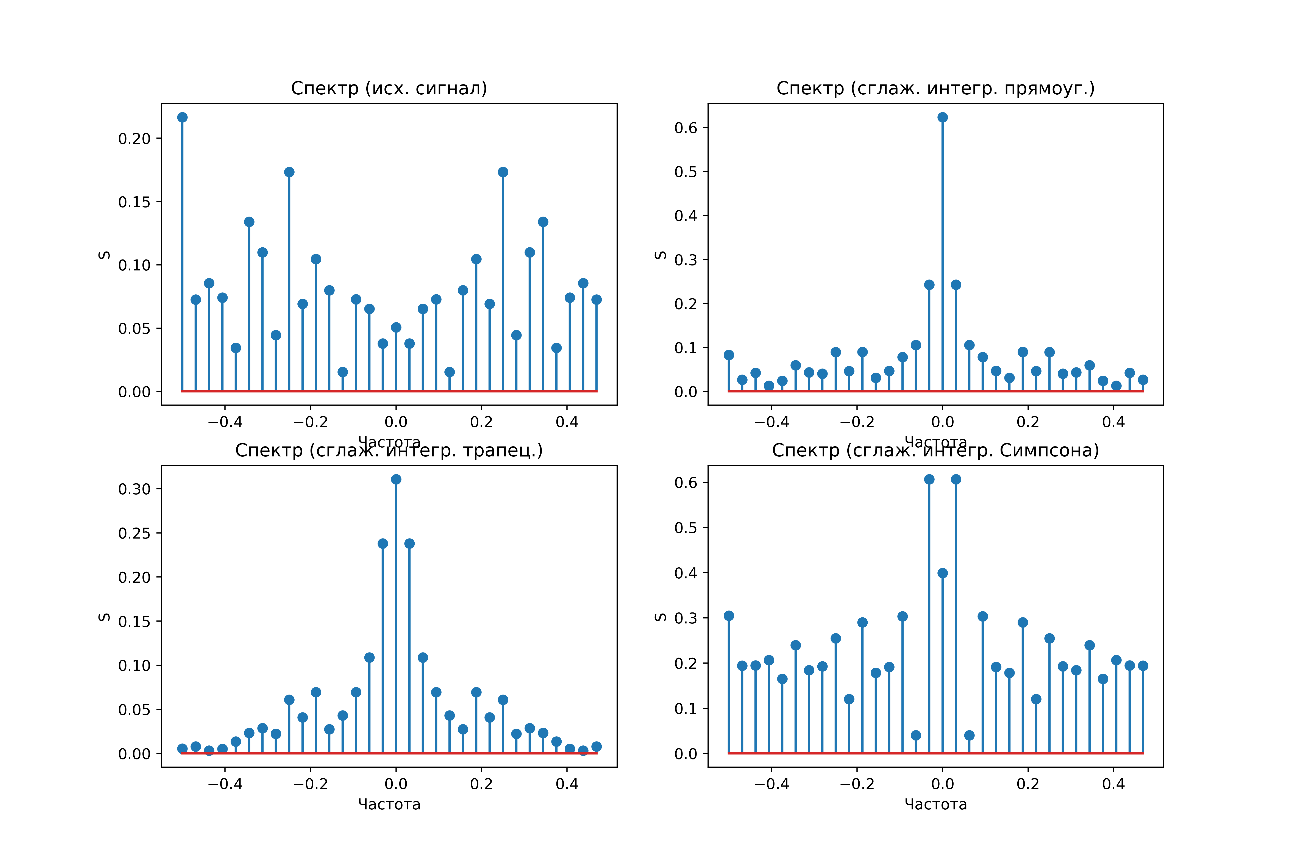 Спектр (исх. сигнал)
S
0.20
0.15
0.10
0.05
0.00
−0.4 −0.2 0.0 0.2 0.4
Частота
Спектр (сглаж. интегр. прямоуг.)
S
0.6
0.5
0.4
0.3
0.2
0.1
0.0
−0.4 −0.2 0.0 0.2 0.4
Частота
Спектр (сглаж. интегр. трапец.)
S
0.30
0.25
0.20
0.15
0.10
0.05
0.00
−0.4 −0.2 0.0 0.2 0.4
Частота
Спектр (сглаж. интегр. Симпсона)
S
0.6
0.5
0.4
0.3
0.2
0.1
0.0
−0.4 −0.2 0.0 0.2 0.4
Частота